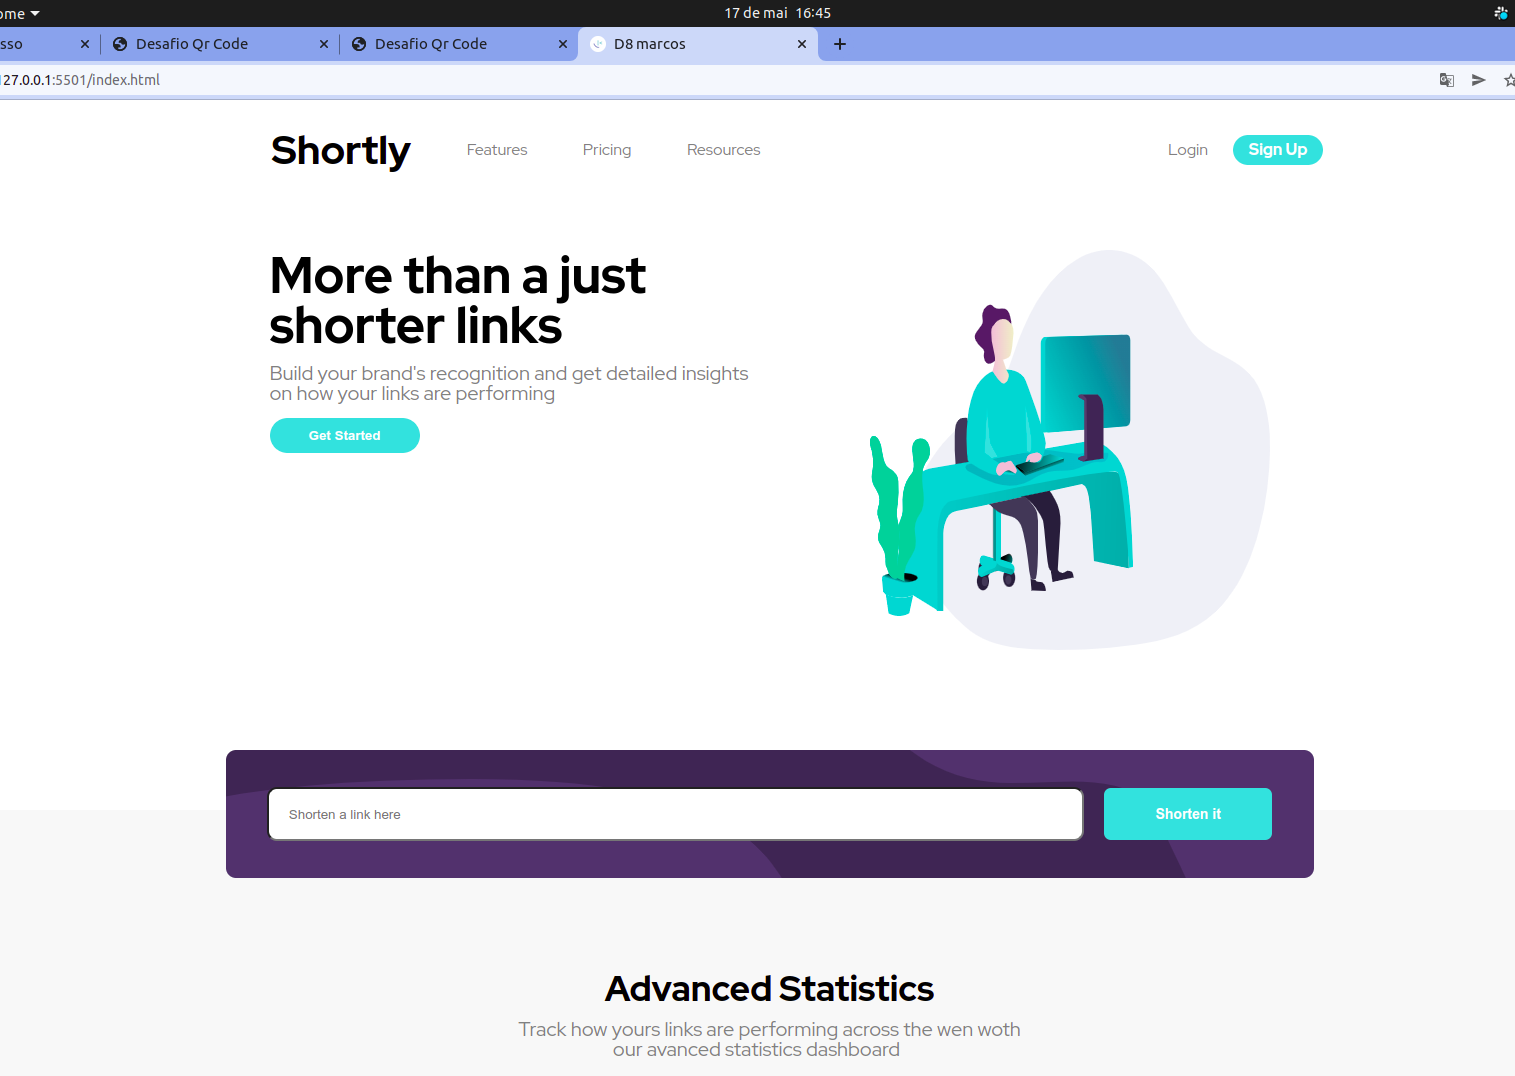 ome 17 de mai 16:45
sso Desafio Qr Code Desafio Qr Code D8 marcos
127.0.0.1:5501/index.html
Shortly Features Pricing Resources Login Sign Up
More than a just
shorter links
Build your brand's recognition and get detailed insights
on how your links are performing
Get Started
Shorten a link here Shorten it
Advanced Statistics
Track how yours links are performing across the wen woth
our avanced statistics dashboard